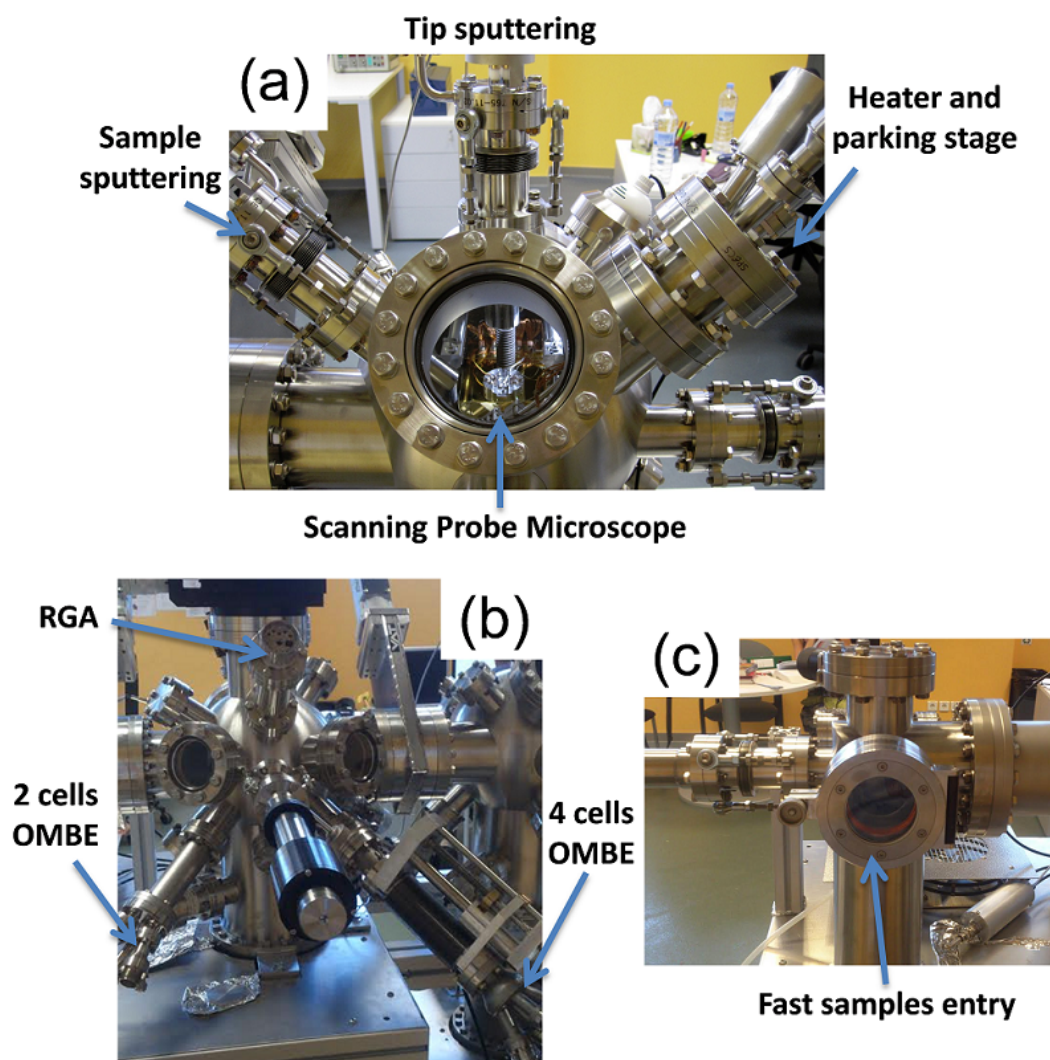 Tip sputtering
(a)
Sample
sputtering
Heater and
parking stage
SPECS
Scanning Probe Microscope
RGA
(b)
2 cells
OMBE
4 cells
OMBE
(c)
Fast samples entry